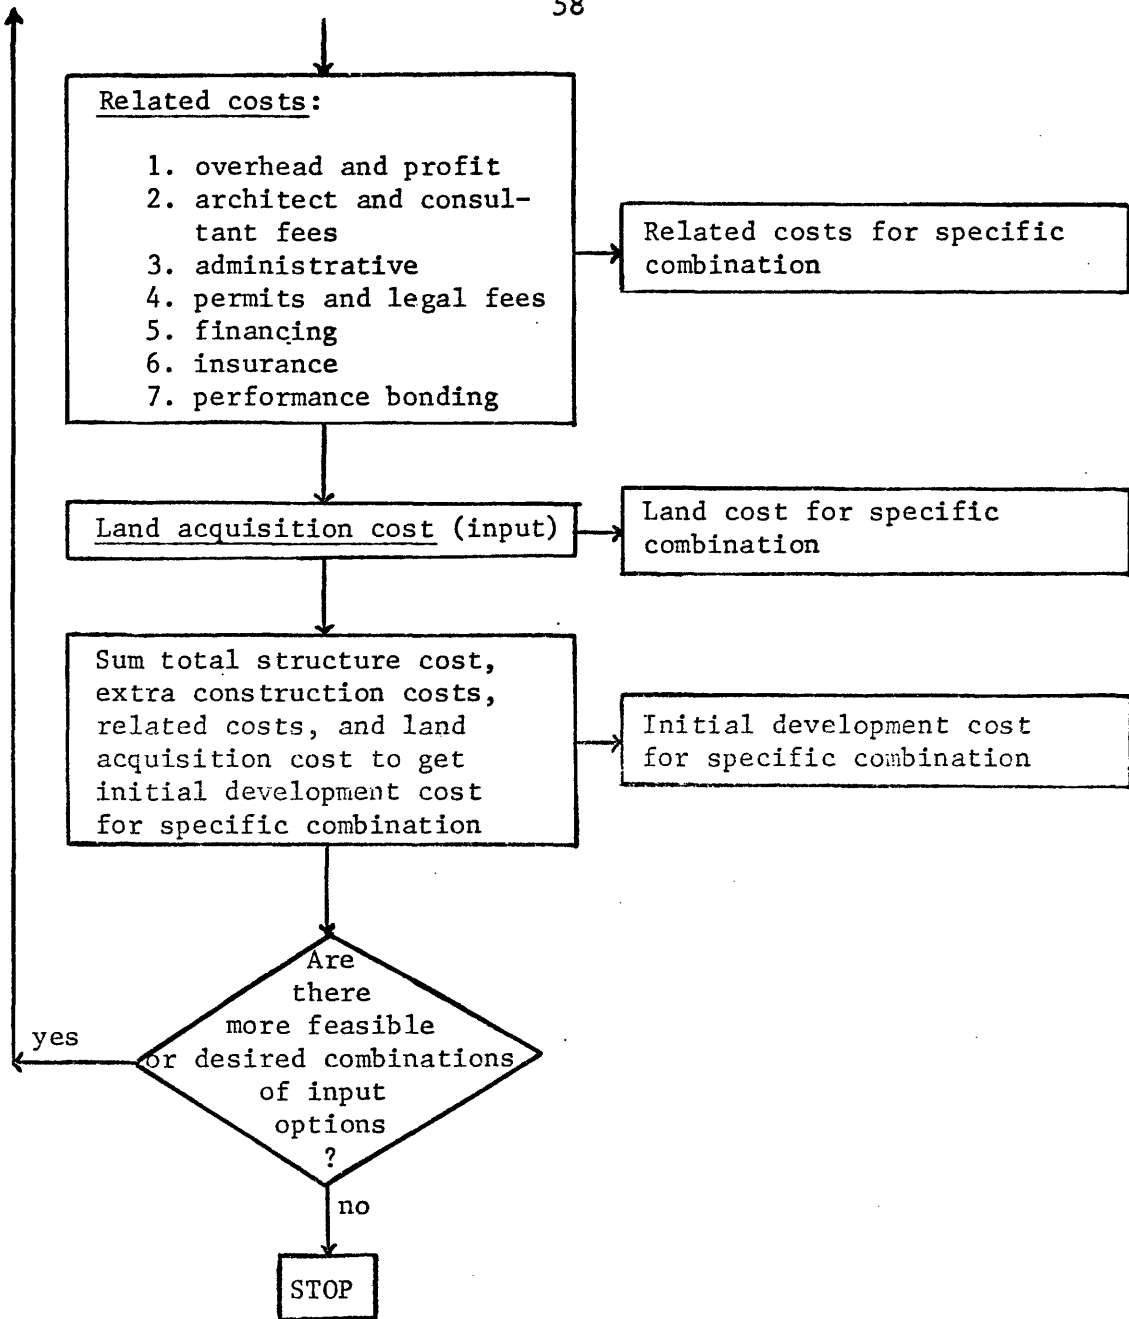 58
Related costs:
1. overhead and profit
2. architect and consul-
tant fees
3. administrative
4. permits and legal fees
5. financing
6. insurance
7. performance bonding
Related costs for specific
combination
Land acquisition cost (input)
Land cost for specific
combination
Sum total structure cost,
extra construction costs,
related costs, and land
acquisition cost to get
initial development cost
for specific combination
Initial development cost
for specific combination
Are
there
more feasible
or desired combinations
of input
options
?
yes
no
STOP